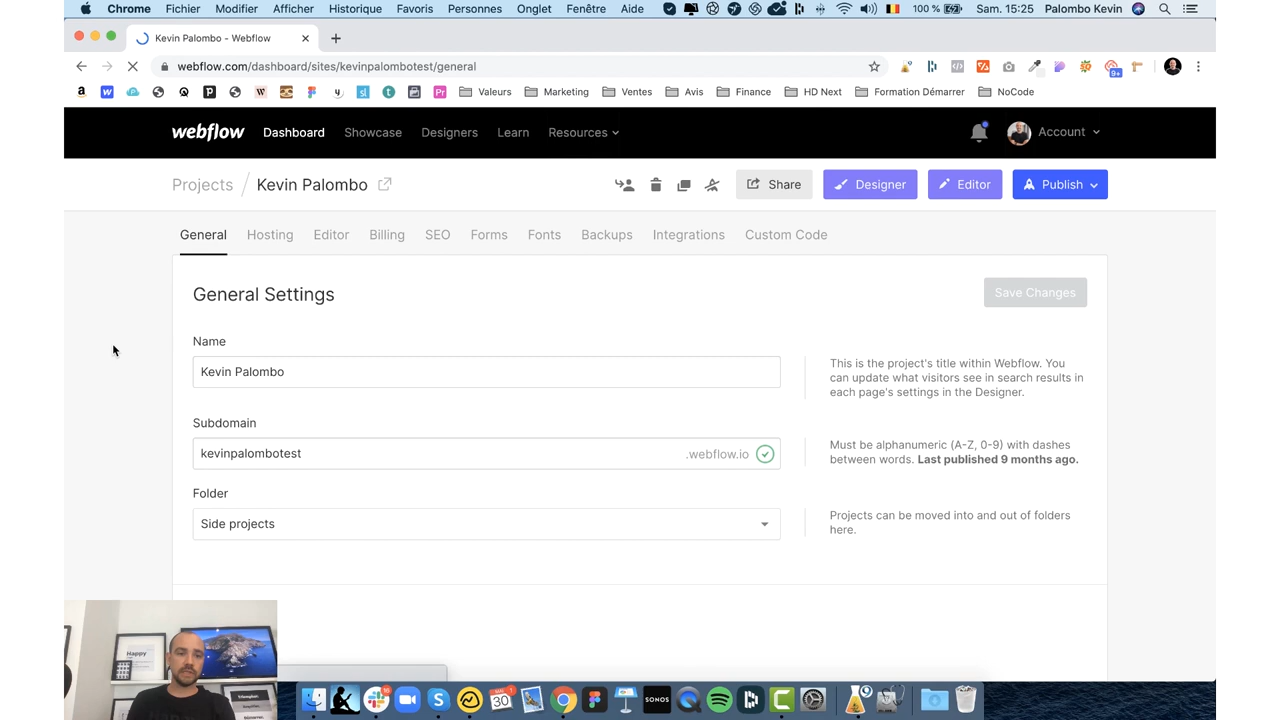 Chrome Fichier Modifier Afficher Historique Favoris Personnes Onglet Fenêtre Aide 100 % Sam. 15:25 Palombo Kevin
Kevin Palombo - Webflow
webflow.com/dashboard/sites/kevinpalombotest/general
Valeurs Marketing Ventes Avis Finance HD Next Formation Démarrer NoCode
webflow Dashboard Showcase Designers Learn Resources Account
Projects / Kevin Palombo Share Designer Editor Publish
General Hosting Editor Billing SEO Forms Fonts Backups Integrations Custom Code
General Settings Save Changes
Name
Kevin Palombo
This is the project's title within Webflow. You
can update what visitors see in search results in
each page's settings in the Designer.
Subdomain
kevinpalombotest .webflow.io
Must be alphanumeric (A-Z, 0-9) with dashes
between words. Last published 9 months ago.
Folder
Side projects
Projects can be moved into and out of folders
here.
Happy
30
SONOS